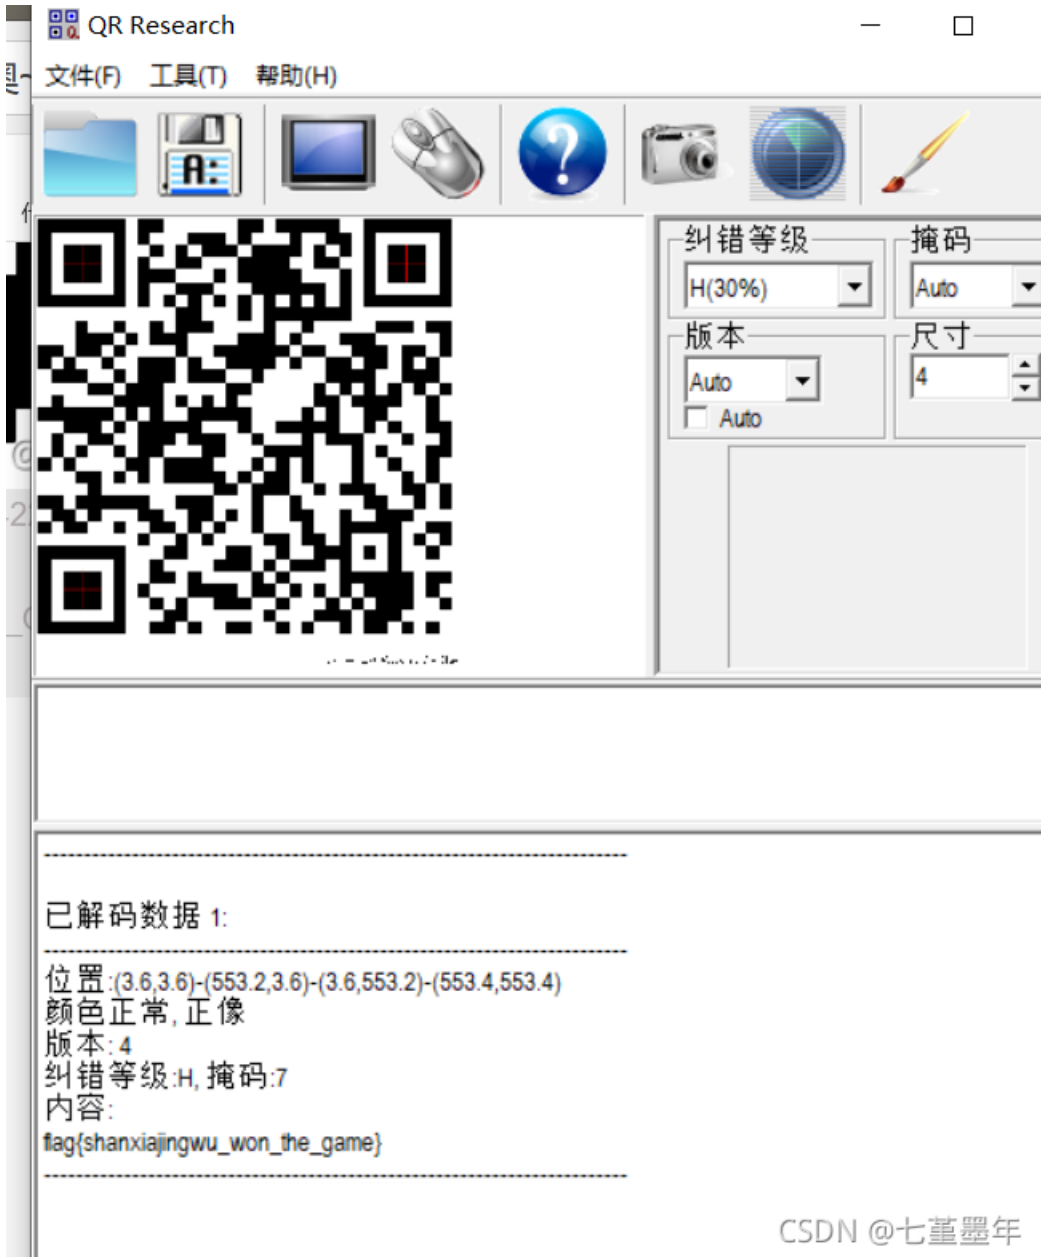 QR Research
文件(F) 工具(T) 帮助(H)
A:
纠错等级 掩码
H(30%) Auto
版本 尺寸
Auto 4
Auto
已解码数据 1:
位置:(3.6,3.6)-(553.2,3.6)-(3.6,553.2)-(553.4,553.4)
颜色正常, 正像
版本: 4
纠错等级:H, 掩码:7
内容:
flag{shanxiajingwu_won_the_game}
CSDN @七堇墨年